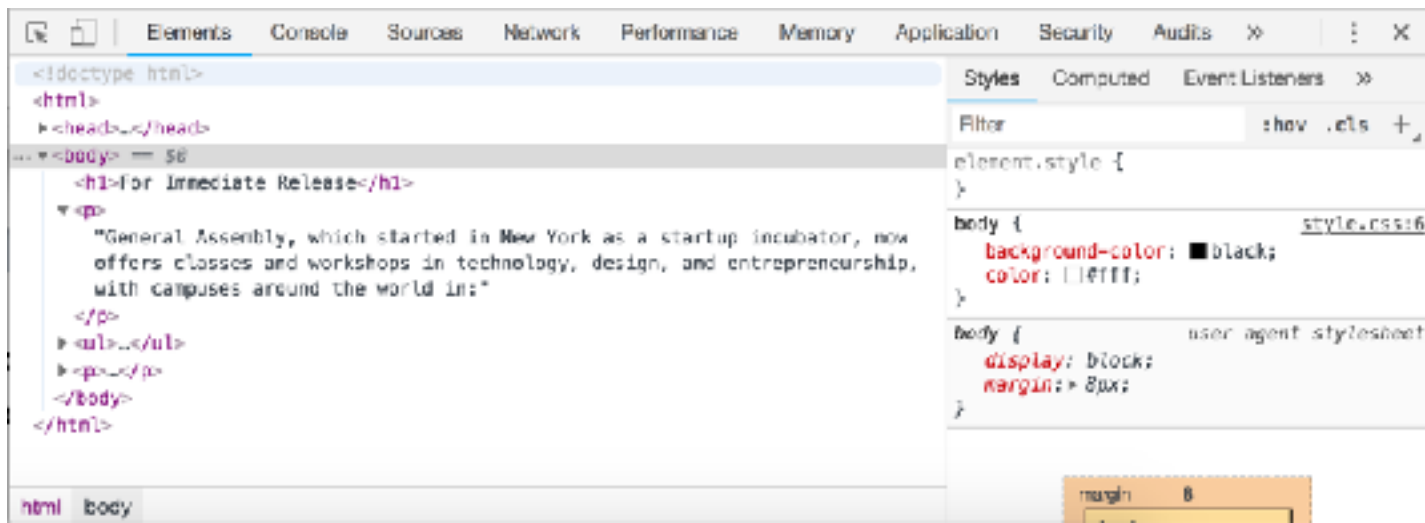 Elements Console Sources Network Performance Memory Application Security Audits »
<!doctype html>
<html>
<head>…</head>
<body> == $0
<h1>For Immediate Release</h1>
<p>
"General Assembly, which started in New York as a startup incubator, now
offers classes and workshops in technology, design, and entrepreneurship,
with campuses around the world in:"
</p>
<ul>…</ul>
<p>…</p>
</body>
</html>
html body
Styles Computed Event Listeners »
Filter :hov .cls +
element.style {
}
body { style.css:6
background-color: black;
color: #fff;
}
body { user agent stylesheet
display: block;
margin: 8px;
}
margin 8